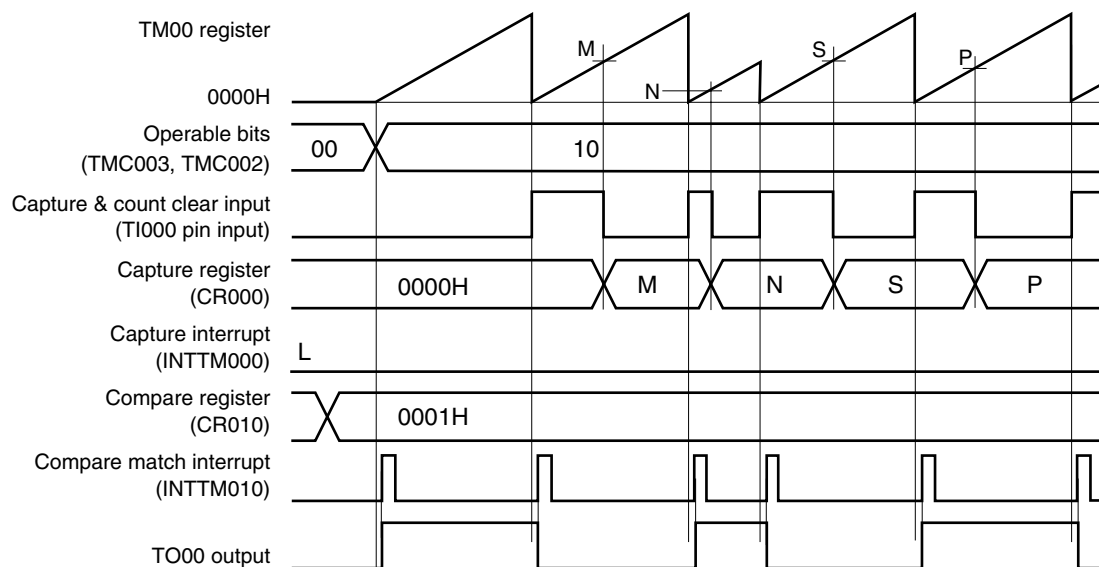 TM00 register
M
S
P
N
0000H
Operable bits
(TMC003, TMC002)
00
10
Capture & count clear input
(TI000 pin input)
Capture register
(CR000)
0000H
M
N
S
P
Capture interrupt
(INTTM000)
L
Compare register
(CR010)
0001H
Compare match interrupt
(INTTM010)
TO00 output